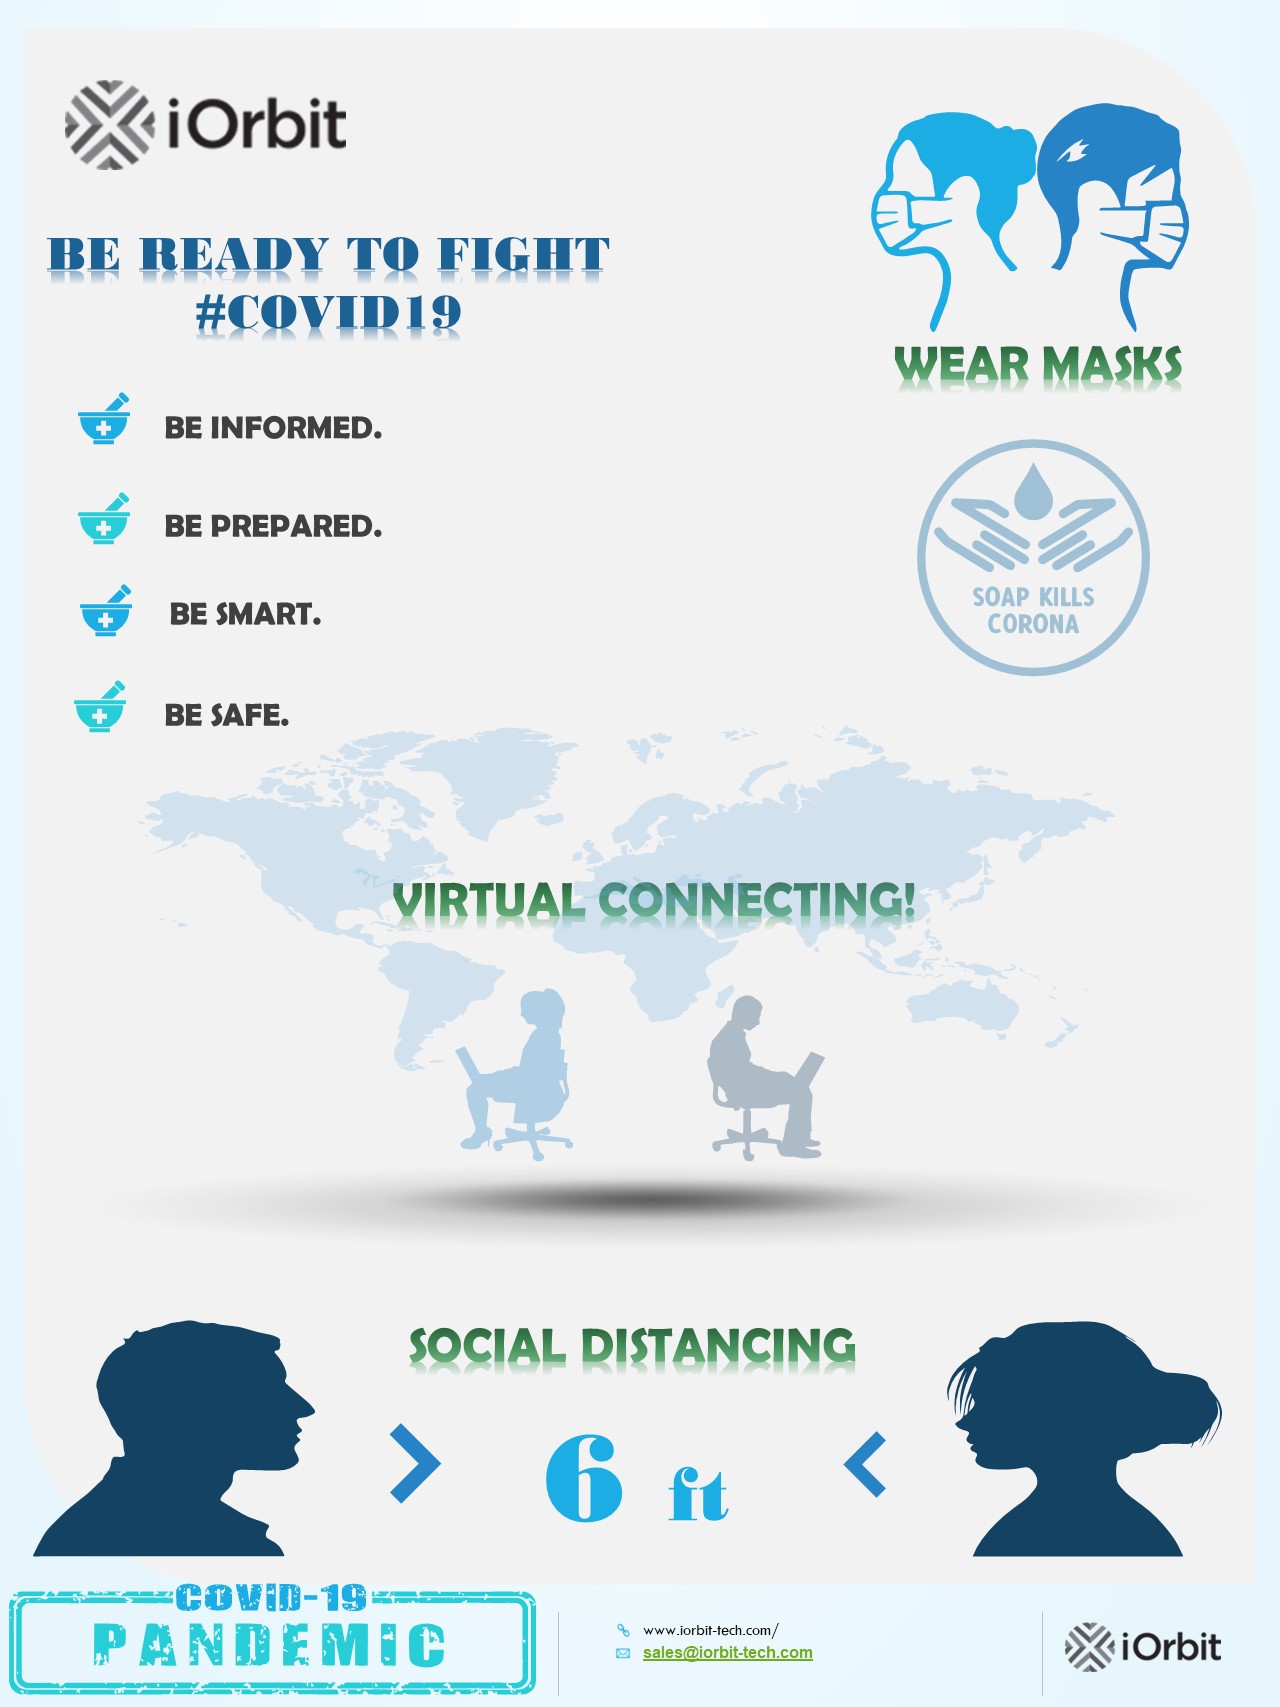 iOrbit
BE READY TO FIGHT
#COVID19
WEAR MASKS
BE INFORMED.
BE PREPARED.
BE SMART.
BE SAFE.
SOAP KILLS
CORONA
VIRTUAL CONNECTING!
SOCIAL DISTANCING
6 ft
COVID-19
PANDEMIC
www.iorbit-tech.com/
sales@iorbit-tech.com
iOrbit